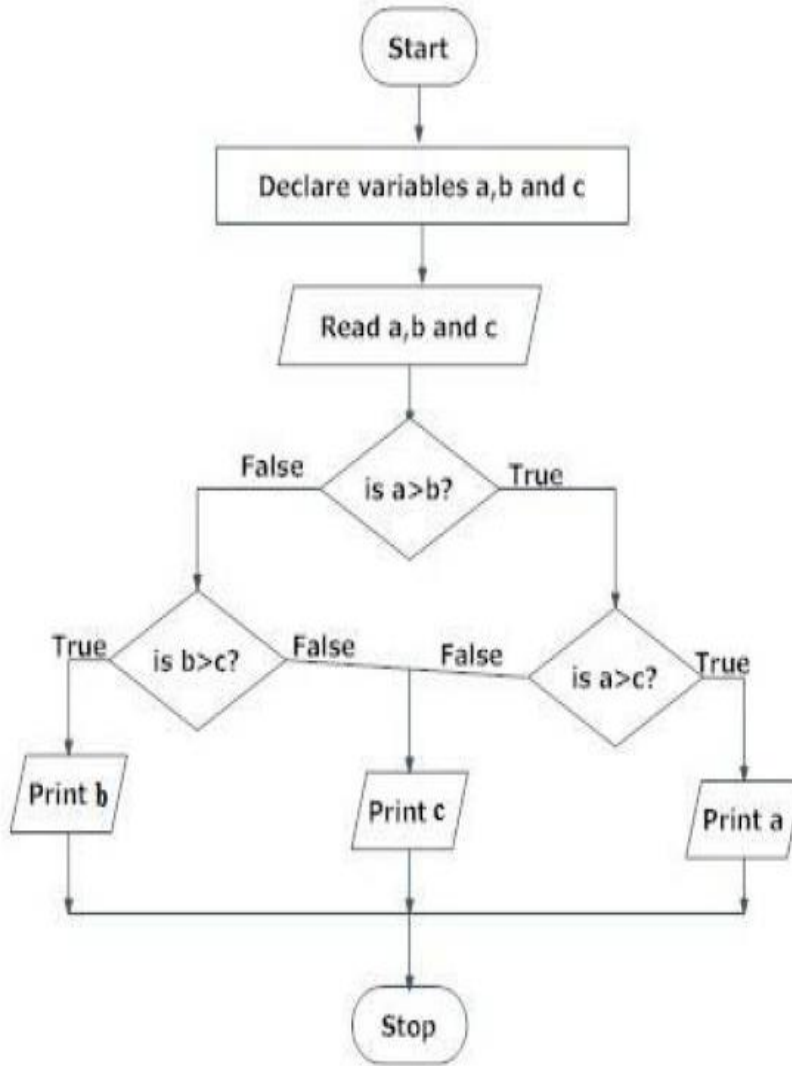 Start
Declare variables a,b and c
Read a,b and c
False
is a>b?
True
True
is b>c?
False
False
is a>c?
True
Print b
Print c
Print a
Stop